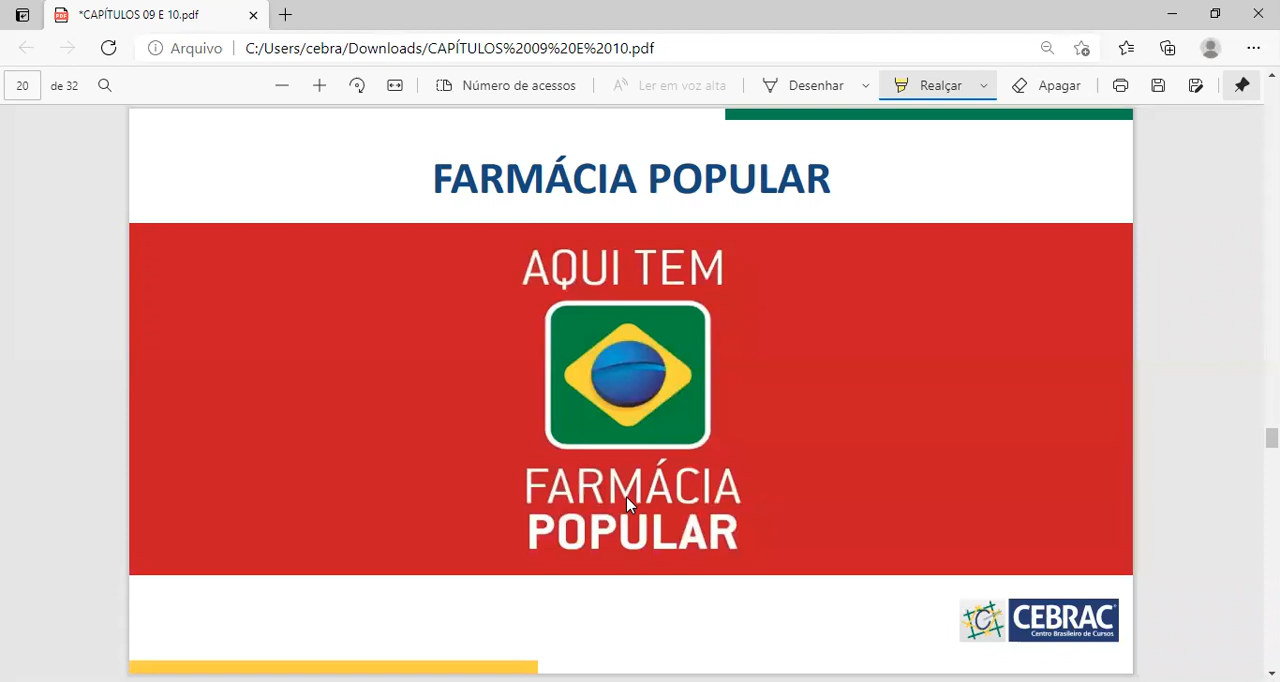 *CAPÍTULOS 09 E 10.pdf
Arquivo C:/Users/cebra/Downloads/CAPÍTULOS%2009%20E%2010.pdf
20 de 32 Número de acessos Ler em voz alta Desenhar Realçar Apagar
FARMÁCIA POPULAR
AQUI TEM
FARMÁCIA
POPULAR
CEBRAC
Centro Brasileiro de Cursos